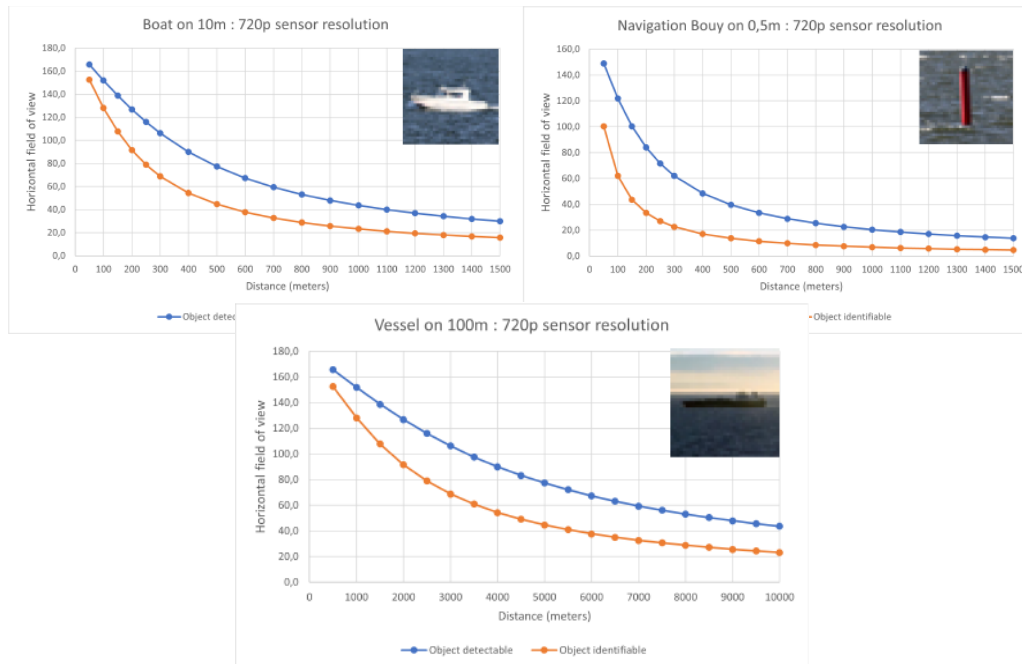 Boat on 10m : 720p sensor resolution
180,0
160,0
140,0
120,0
100,0
80,0
60,0
40,0
20,0
0,0
Horizontal field of view
0 100 200 300 400 500 600 700 800 900 1000 1100 1200 1300 1400 1500
Distance (meters)
Object detec
Navigation Bouy on 0,5m : 720p sensor resolution
160,0
140,0
120,0
100,0
80,0
60,0
40,0
20,0
0,0
Horizontal field of view
0 100 200 300 400 500 600 700 800 900 1000 1100 1200 1300 1400 1500
Distance (meters)
Object identifiable
Vessel on 100m : 720p sensor resolution
180,0
160,0
140,0
120,0
100,0
80,0
60,0
40,0
20,0
0,0
Horizontal field of view
0 1000 2000 3000 4000 5000 6000 7000 8000 9000 10000
Distance (meters)
Object detectable Object identifiable